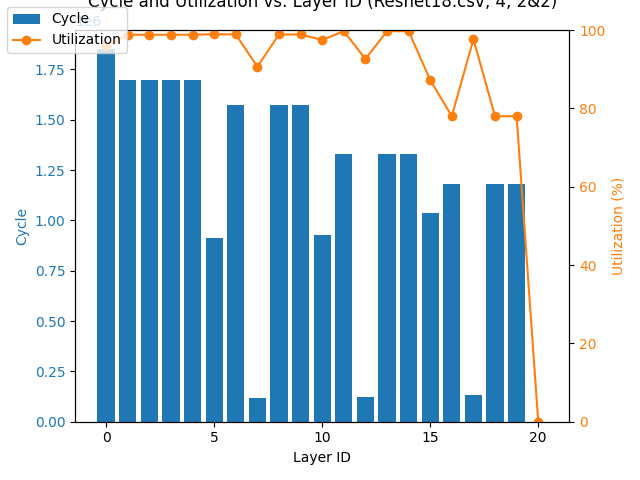 Cycle and Utilization vs. Layer ID (Resnet18.csv, 4, 2&2)
Cycle
Utilization
1e6
1.75
1.50
1.25
1.00
0.75
0.50
0.25
0.00
Cycle
100
80
60
40
20
0
Utilization (%)
0 5 10 15 20
Layer ID